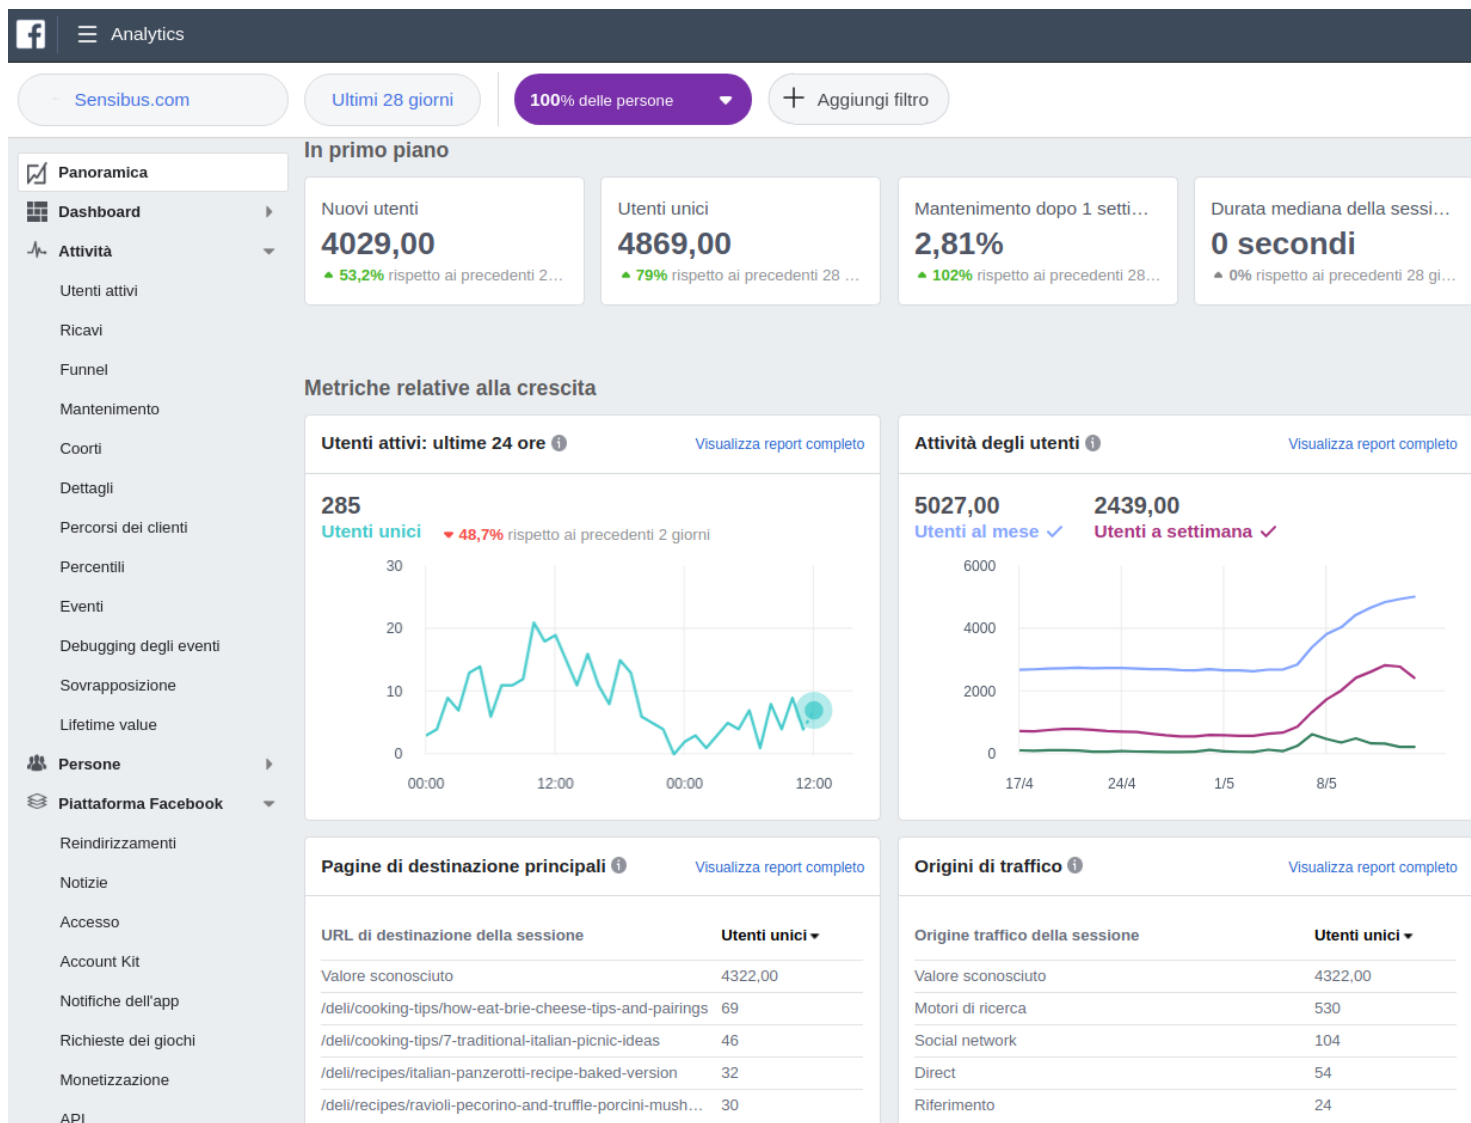 f Analytics
Sensibus.com
Ultimi 28 giorni
100% delle persone
Aggiungi filtro
Panoramica
Dashboard
Attività
Utenti attivi
Ricavi
Funnel
Mantenimento
Coorti
Dettagli
Percorsi dei clienti
Percentili
Eventi
Debugging degli eventi
Sovrapposizione
Lifetime value
Persone
Piattaforma Facebook
Reindirizzamenti
Notizie
Accesso
Account Kit
Notifiche dell'app
Richieste dei giochi
Monetizzazione
API
In primo piano
Nuovi utenti
4029,00
53,2% rispetto ai precedenti 2…
Utenti unici
4869,00
79% rispetto ai precedenti 28 …
Mantenimento dopo 1 setti…
2,81%
102% rispetto ai precedenti 28…
Durata mediana della sessi…
0 secondi
0% rispetto ai precedenti 28 gi…
Metriche relative alla crescita
Utenti attivi: ultime 24 ore
Visualizza report completo
285
Utenti unici
48,7% rispetto ai precedenti 2 giorni
30
20
10
0
00:00 12:00 00:00 12:00
Attività degli utenti
Visualizza report completo
5027,00 2439,00
Utenti al mese Utenti a settimana
6000
4000
2000
0
17/4 24/4 1/5 8/5
Pagine di destinazione principali
Visualizza report completo
URL di destinazione della sessione Utenti unici
Valore sconosciuto 4322,00
/deli/cooking-tips/how-eat-brie-cheese-tips-and-pairings 69
/deli/cooking-tips/7-traditional-italian-picnic-ideas 46
/deli/recipes/italian-panzerotti-recipe-baked-version 32
/deli/recipes/ravioli-pecorino-and-truffle-porcini-mush… 30
Origini di traffico
Visualizza report completo
Origine traffico della sessione Utenti unici
Valore sconosciuto 4322,00
Motori di ricerca 530
Social network 104
Direct 54
Riferimento 24